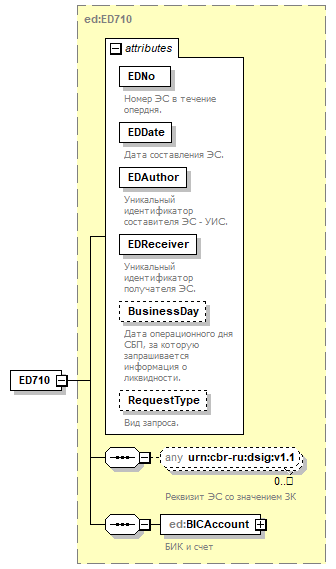 ed:ED710
attributes
EDNo
Номер ЭС в течение
опердня.
EDDate
Дата составления ЭС.
EDAuthor
Уникальный
идентификатор
составителя ЭС - УИС.
EDReceiver
Уникальный
идентификатор
получателя ЭС.
BusinessDay
Дата операционного дня
СБП, за которую
запрашивается
информация о
ликвидности.
RequestType
Вид запроса.
ED710
any urn:cbr-ru:dsig:v1.1
0..
Реквизит ЭС со значением ЗК
ed:BICAccount
БИК и счет